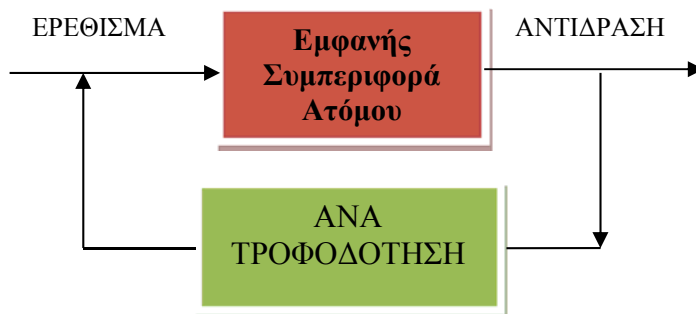 ΕΡΕΘΙΣΜΑ
Εμφανής
Συμπεριφορά
Ατόμου
ΑΝΤΙΔΡΑΣΗ
ΑΝΑ
ΤΡΟΦΟΔΟΤΗΣΗ